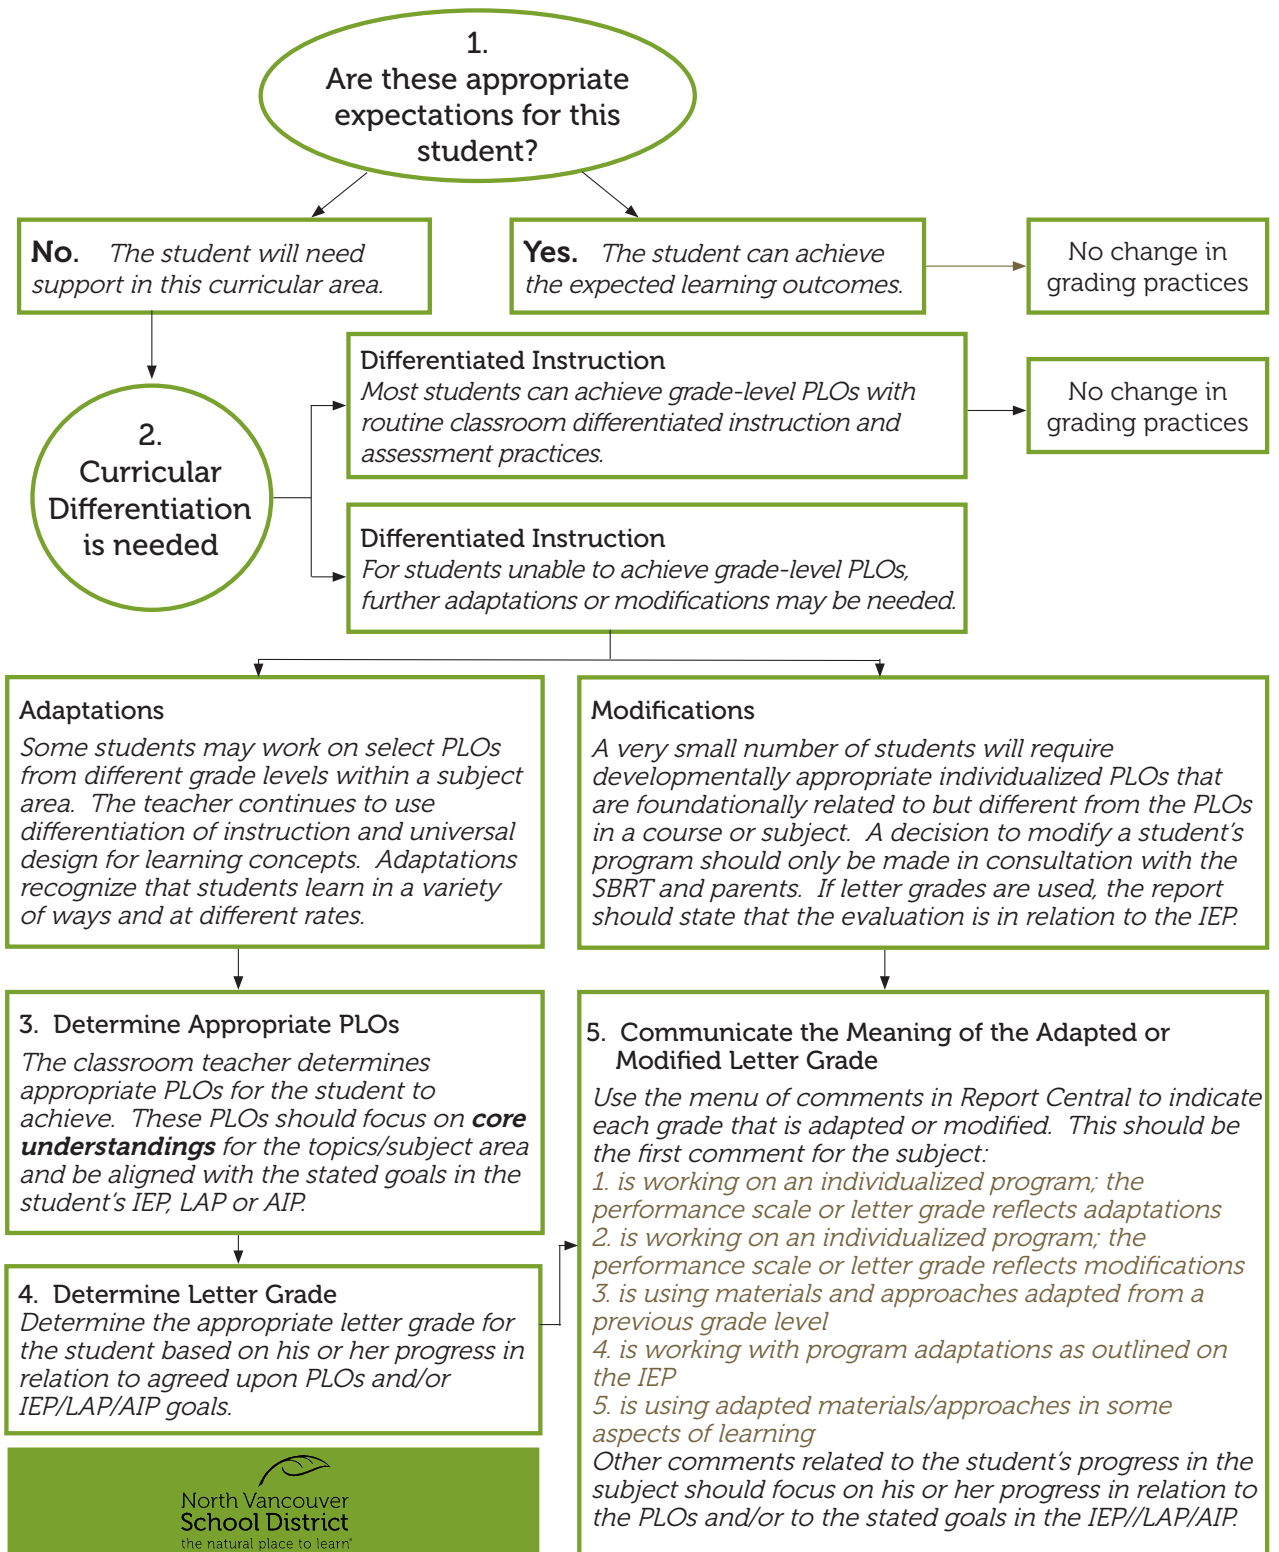 1.
Are these appropriate
expectations for this
student?
No. The student will need
support in this curricular area.
Yes. The student can achieve
the expected learning outcomes.
No change in
grading practices
2.
Curricular
Differentiation
is needed
Differentiated Instruction
Most students can achieve grade-level PLOs with
routine classroom differentiated instruction and
assessment practices.
No change in
grading practices
Differentiated Instruction
For students unable to achieve grade-level PLOs,
further adaptations or modifications may be needed.
Adaptations
Some students may work on select PLOs
from different grade levels within a subject
area. The teacher continues to use
differentiation of instruction and universal
design for learning concepts. Adaptations
recognize that students learn in a variety
of ways and at different rates.
Modifications
A very small number of students will require
developmentally appropriate individualized PLOs that
are foundationally related to but different from the PLOs
in a course or subject. A decision to modify a student's
program should only be made in consultation with the
SBRT and parents. If letter grades are used, the report
should state that the evaluation is in relation to the IEP.
3. Determine Appropriate PLOs
The classroom teacher determines
appropriate PLOs for the student to
achieve. These PLOs should focus on core
understandings for the topics/subject area
and be aligned with the stated goals in the
student's IEP, LAP or AIP.
4. Determine Letter Grade
Determine the appropriate letter grade for
the student based on his or her progress in
relation to agreed upon PLOs and/or
IEP/LAP/AIP goals.
5. Communicate the Meaning of the Adapted or
Modified Letter Grade
Use the menu of comments in Report Central to indicate
each grade that is adapted or modified. This should be
the first comment for the subject:
1. is working on an individualized program; the
performance scale or letter grade reflects adaptations
2. is working on an individualized program; the
performance scale or letter grade reflects modifications
3. is using materials and approaches adapted from a
previous grade level
4. is working with program adaptations as outlined on
the IEP
5. is using adapted materials/approaches in some
aspects of learning
Other comments related to the student's progress in the
subject should focus on his or her progress in relation to
the PLOs and/or to the stated goals in the IEP//LAP/AIP.
North Vancouver
School District
the natural place to learn